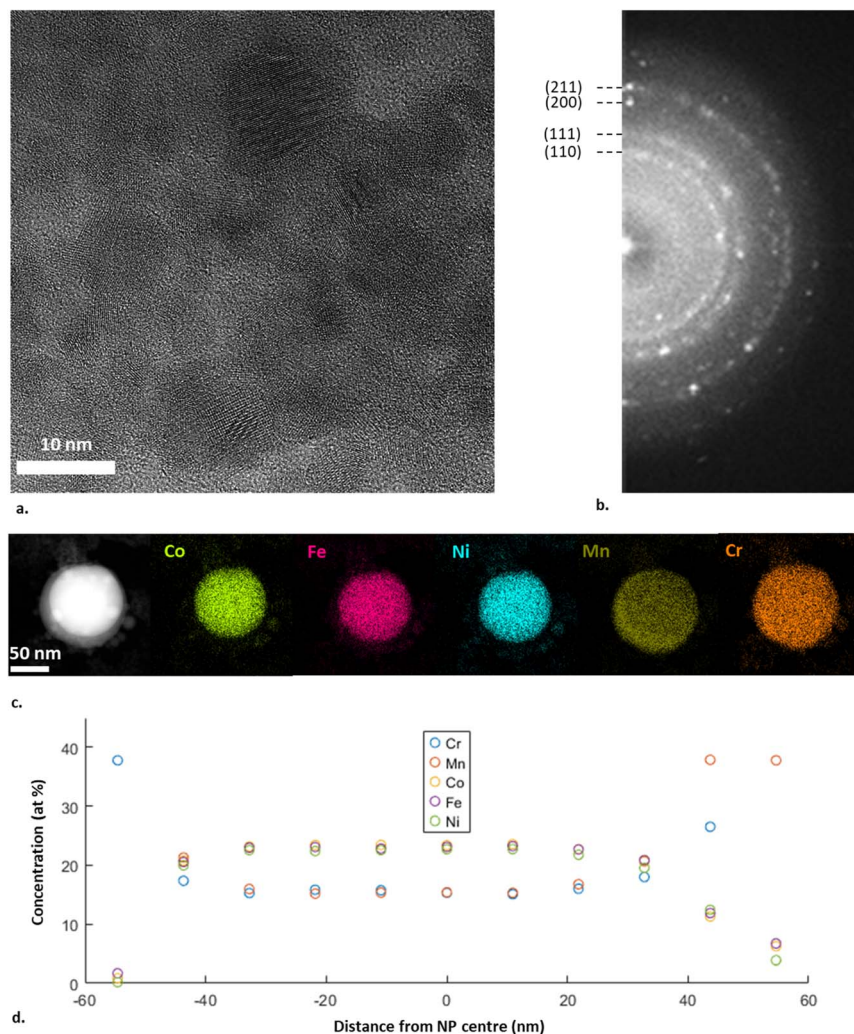 (211)
(200)
(111)
(110)
10 nm
a.
b.
Co
Fe
Ni
Mn
Cr
50 nm
c.
Concentration (at %)
40
30
20
10
0
Cr
Mn
Co
Fe
Ni
-60
-40
-20
0
20
40
60
Distance from NP centre (nm)
d.